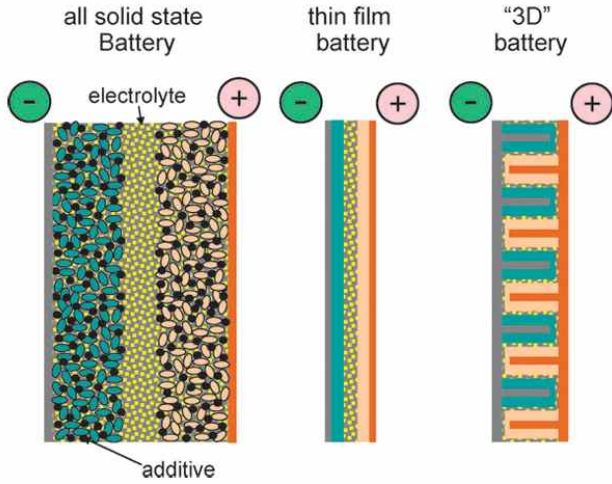 all solid state
Battery
thin film
battery
“3D”
battery
-
+
-
+
-
+
electrolyte
additive